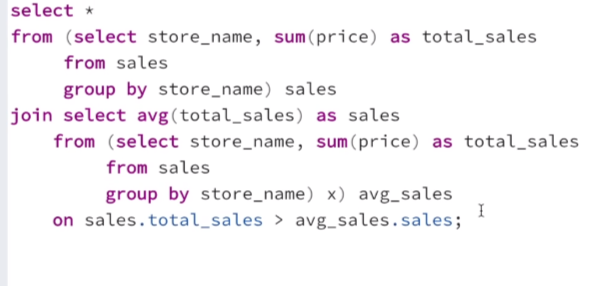 select *
from (select store_name, sum(price) as total_sales
from sales
group by store_name) sales
join select avg(total_sales) as sales
from (select store_name, sum(price) as total_sales
from sales
group by store_name) x) avg_sales
on sales.total_sales > avg_sales.sales;